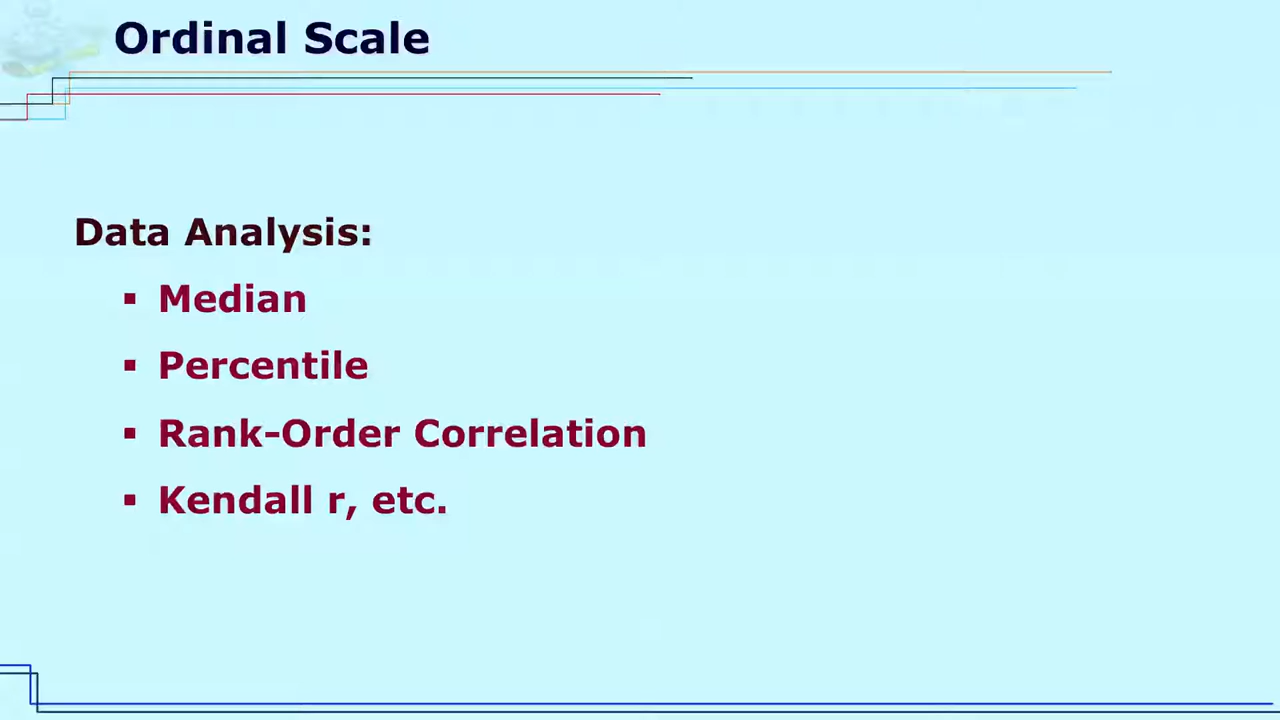 Ordinal Scale
Data Analysis:
▪ Median
▪ Percentile
▪ Rank-Order Correlation
▪ Kendall r, etc.